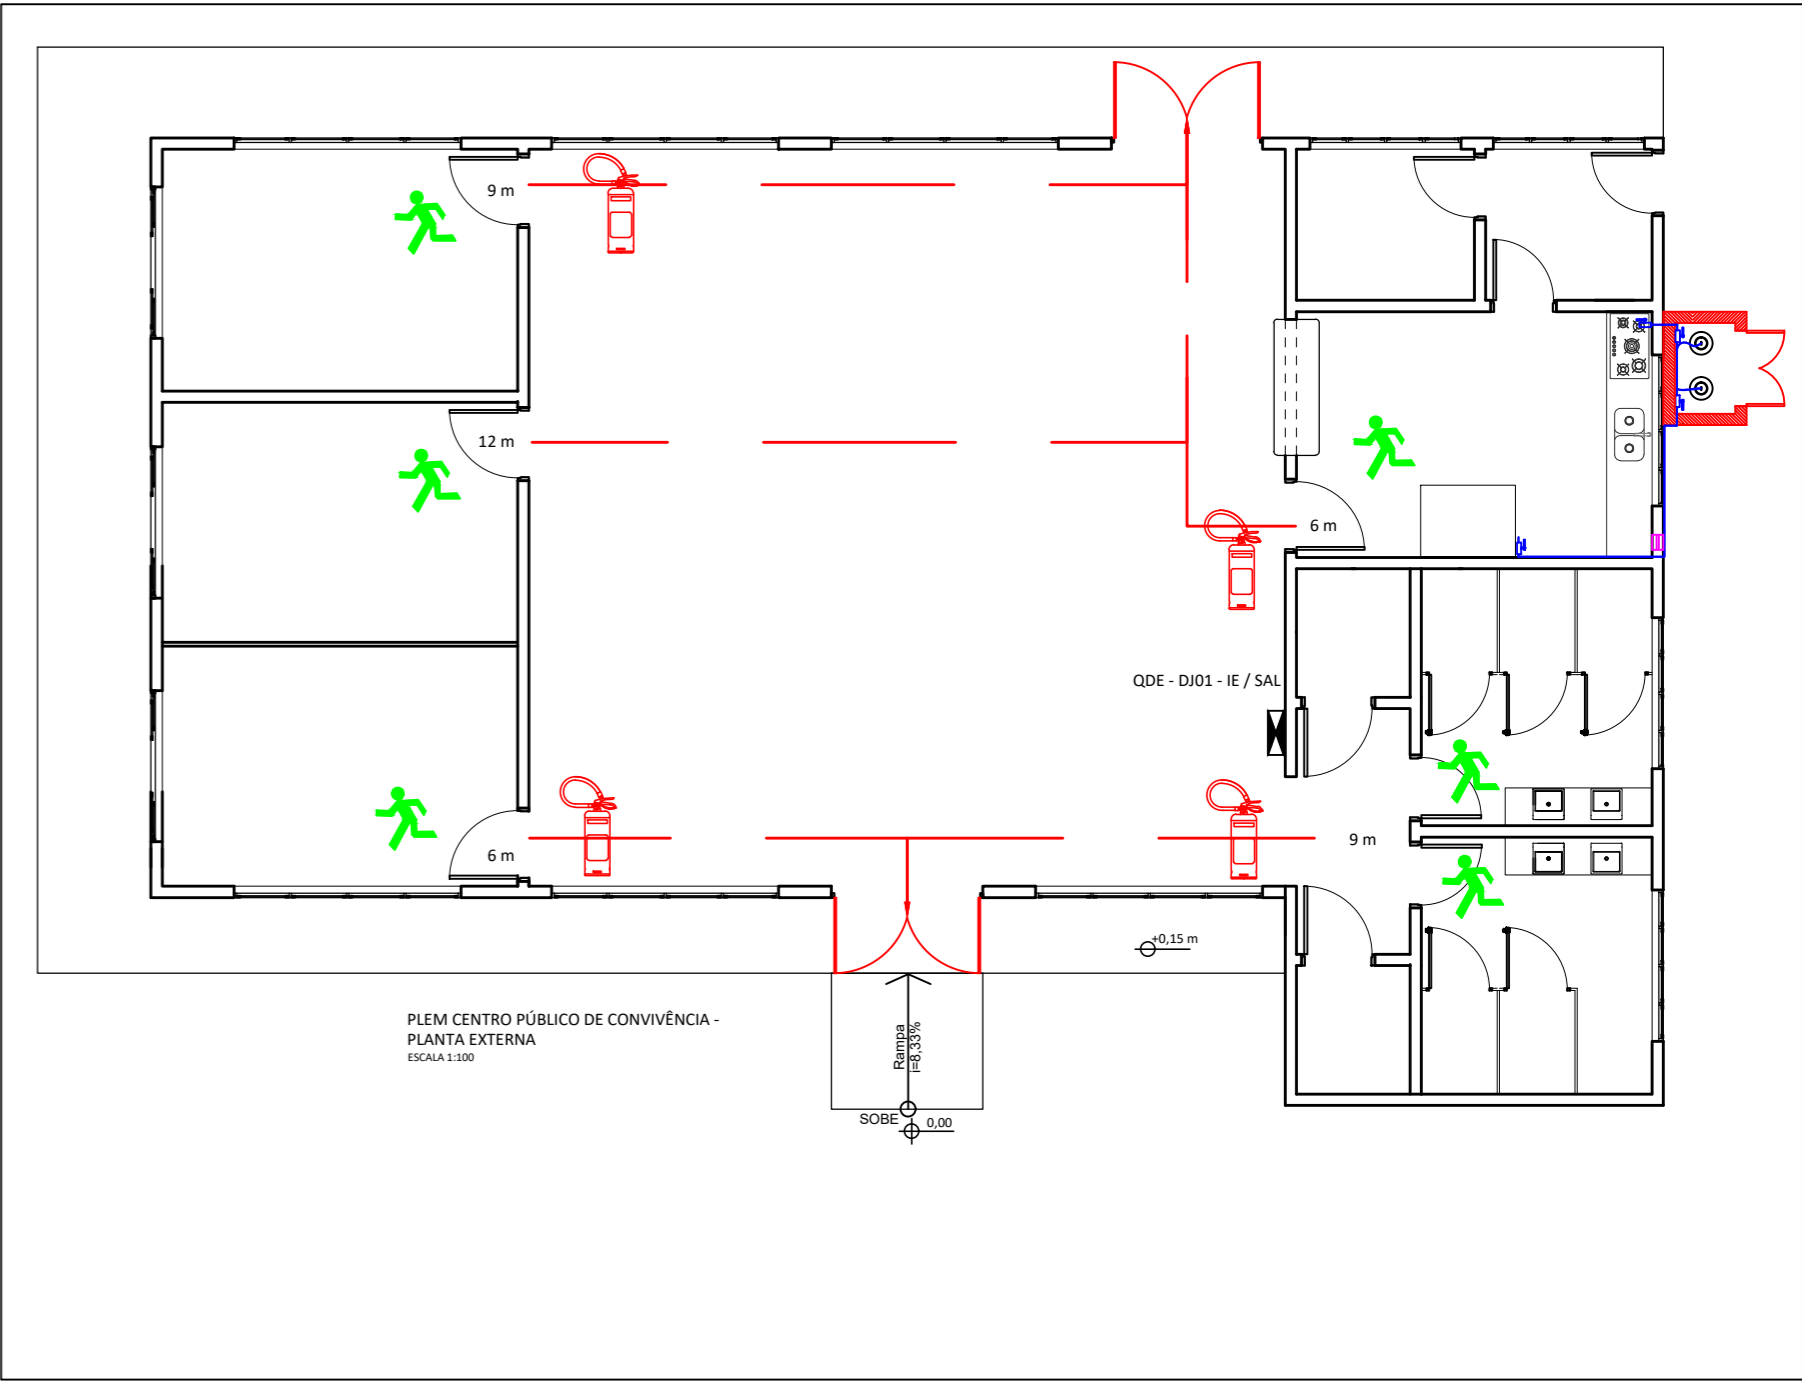 9 m
12 m
6 m
QDE - DJ01 - IE / SAL
6 m
9 m
+0,15 m
PLEM CENTRO PÚBLICO DE CONVIVÊNCIA -
PLANTA EXTERNA
ESCALA 1:100
Rampa
i=8,33%
SOBE
0,00